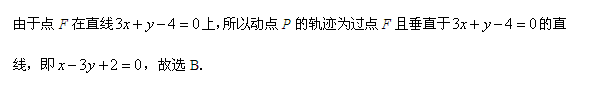 由于点 F 在直线 3x+y−4=0 上,所以动点 P 的轨迹为过点 F 且垂直于 3x+y−4=0 的直
线，即 x−3y+2=0，故选 B.